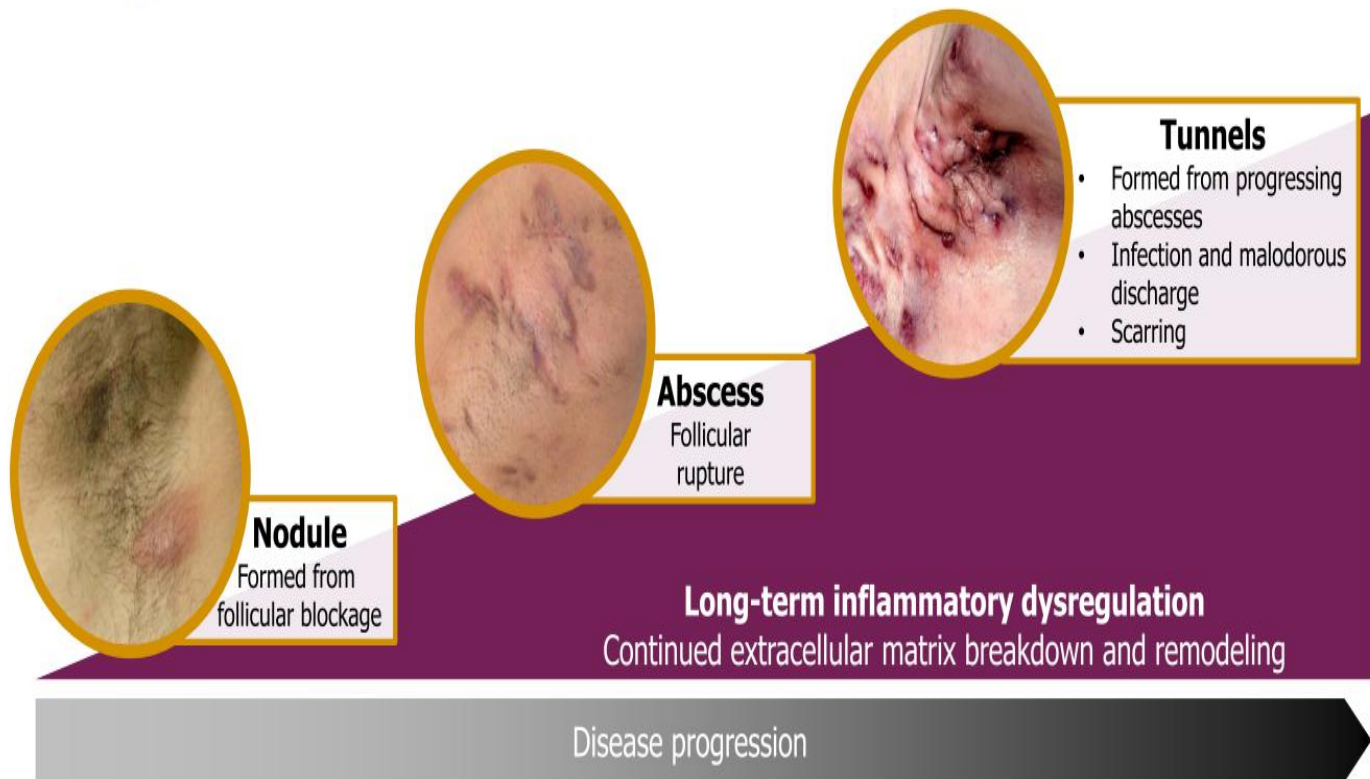 Tunnels
• Formed from progressing
abscesses
• Infection and malodorous
discharge
• Scarring
Abscess
Follicular
rupture
Nodule
Formed from
follicular blockage
Long-term inflammatory dysregulation
Continued extracellular matrix breakdown and remodeling
Disease progression